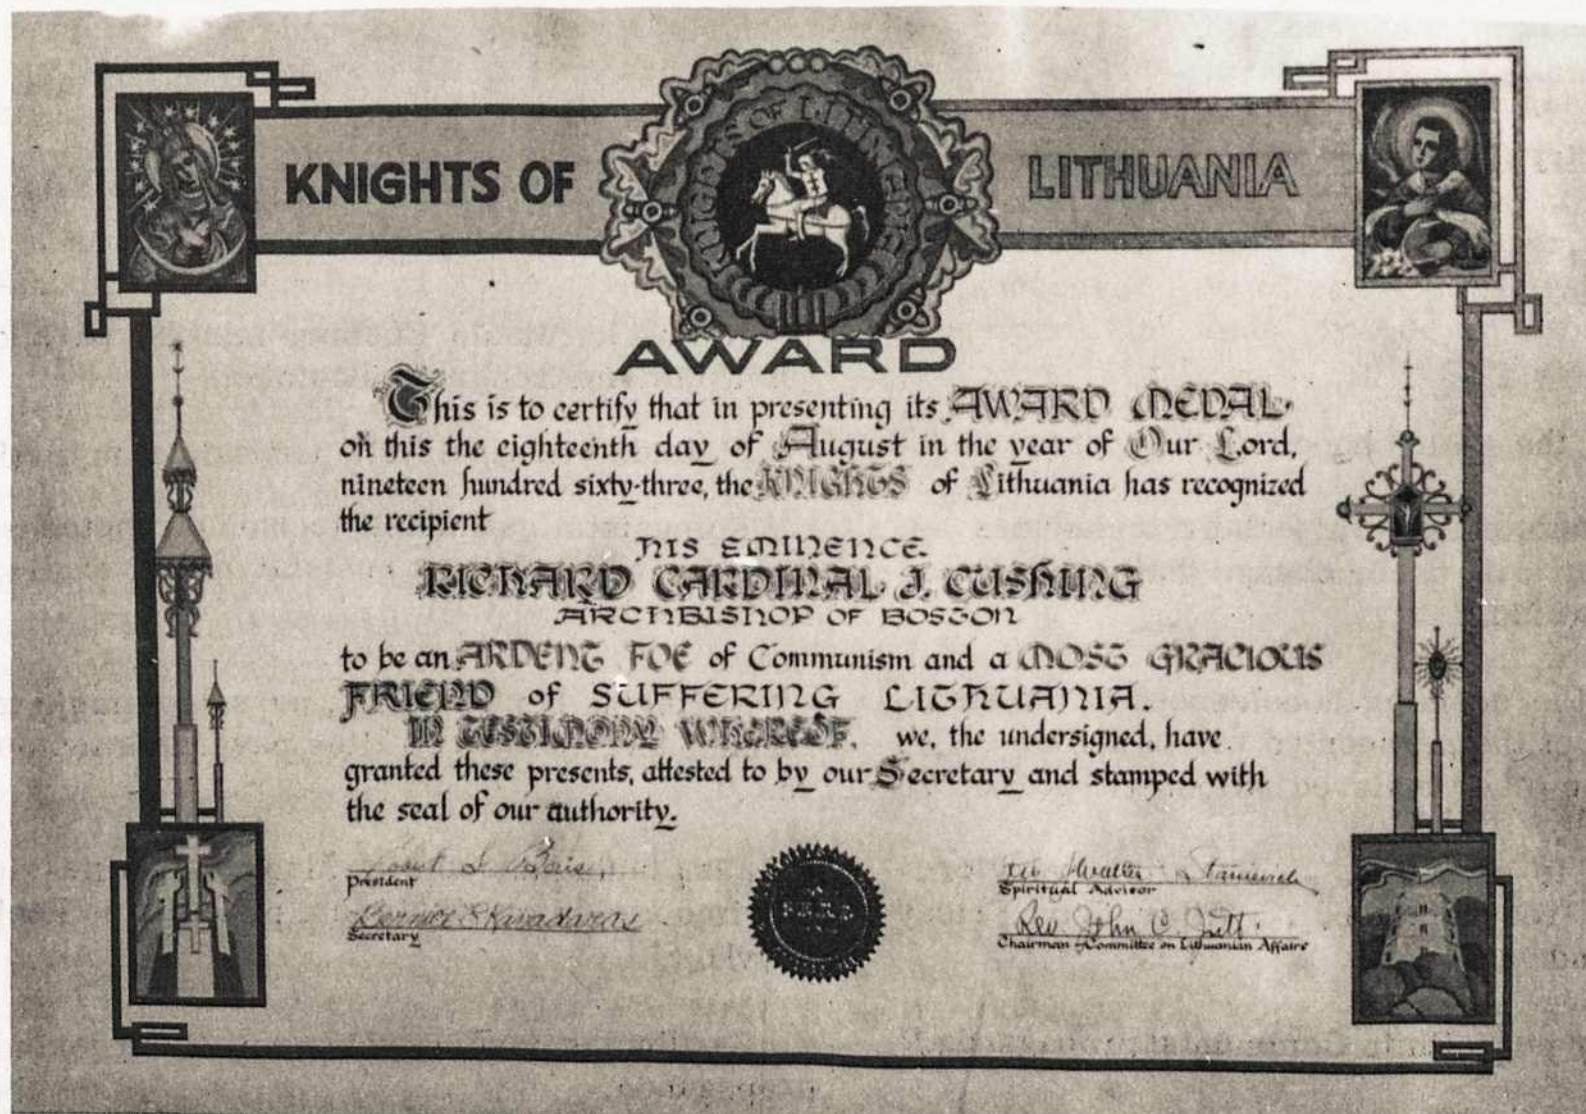 KNIGHTS OF LITHUANIA
KNIGHTS OF LITHUANIA
AWARD
This is to certify that in presenting its AWARD MEDAL
on this the eighteenth day of August in the year of Our Lord,
nineteen hundred sixty-three, the KNIGHTS of Lithuania has recognized
the recipient
HIS EMINENCE
RICHARD CARDINAL J. CUSHING
ARCHBISHOP OF BOSTON
to be an ARDENT FOE of Communism and a MOST GRACIOUS
FRIEND of SUFFERING LITHUANIA.
IN TESTIMONY WHEREOF, we, the undersigned, have
granted these presents, attested to by our Secretary and stamped with
the seal of our authority.
President
Secretary
Spiritual Advisor
Rev. John C. Jutt
Chairman of Committee on Lithuanian Affairs